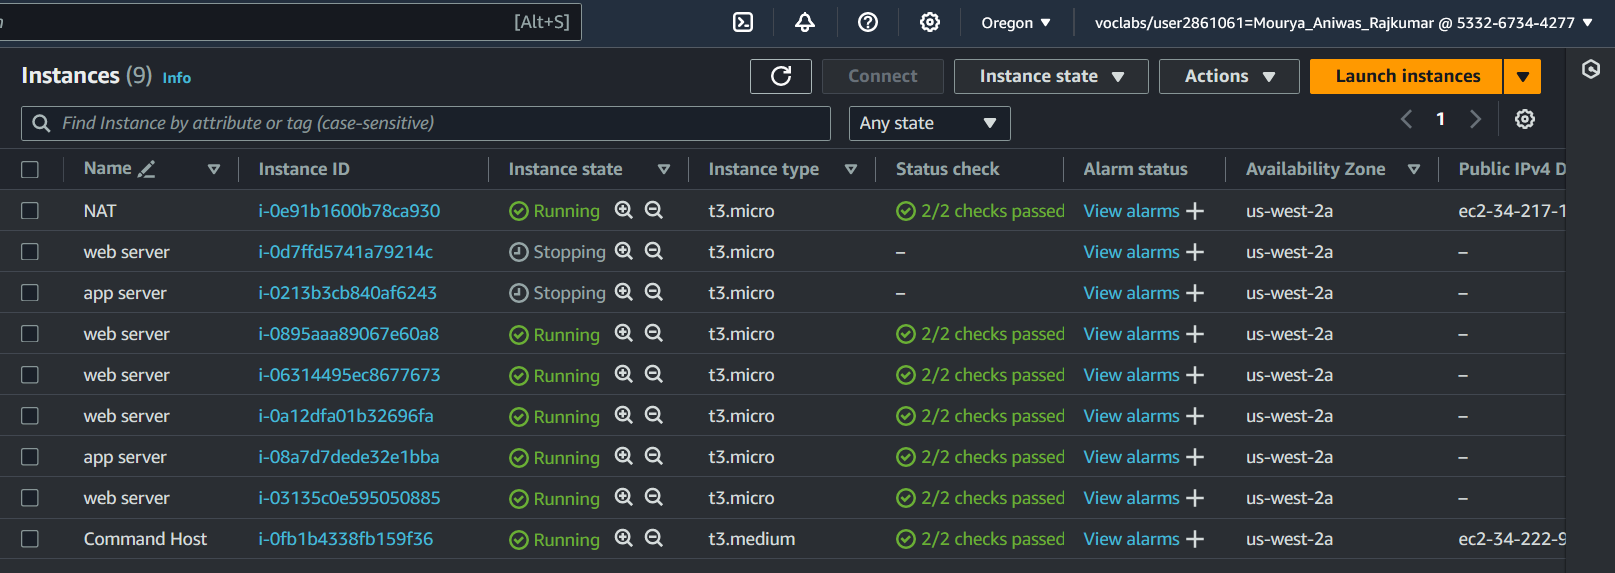 [Alt+S] Oregon voclabs/user2861061=Mourya_Aniwas_Rajkumar @ 5332-6734-4277
Instances (9) Info Connect Instance state Actions Launch instances
Find Instance by attribute or tag (case-sensitive) Any state 1
Name Instance ID Instance state Instance type Status check Alarm status Availability Zone Public IPv4 D
NAT i-0e91b1600b78ca930 Running t3.micro 2/2 checks passed View alarms us-west-2a ec2-34-217-1
web server i-0d7ffd5741a79214c Stopping t3.micro – View alarms us-west-2a –
app server i-0213b3cb840af6243 Stopping t3.micro – View alarms us-west-2a –
web server i-0895aaa89067e60a8 Running t3.micro 2/2 checks passed View alarms us-west-2a –
web server i-06314495ec8677673 Running t3.micro 2/2 checks passed View alarms us-west-2a –
web server i-0a12dfa01b32696fa Running t3.micro 2/2 checks passed View alarms us-west-2a –
app server i-08a7d7dede32e1bba Running t3.micro 2/2 checks passed View alarms us-west-2a –
web server i-03135c0e595050885 Running t3.micro 2/2 checks passed View alarms us-west-2a –
Command Host i-0fb1b4338fb159f36 Running t3.medium 2/2 checks passed View alarms us-west-2a ec2-34-222-9